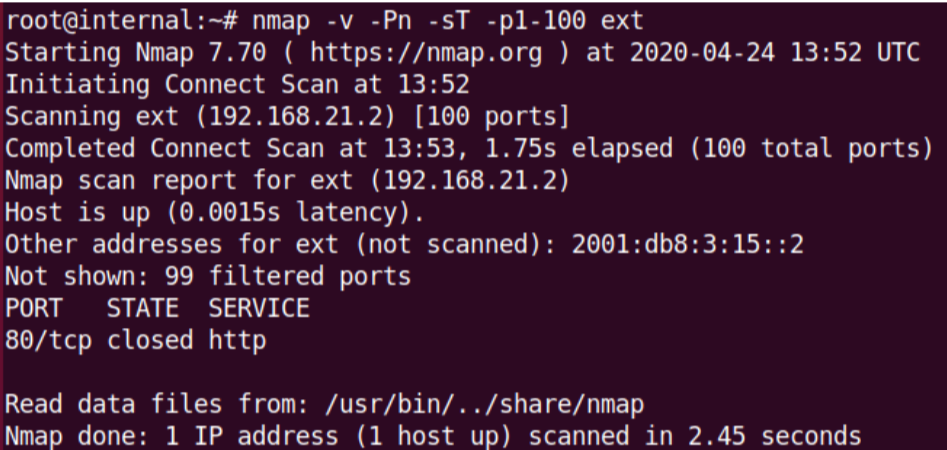 root@internal:~# nmap -v -Pn -sT -p1-100 ext
Starting Nmap 7.70 ( https://nmap.org ) at 2020-04-24 13:52 UTC
Initiating Connect Scan at 13:52
Scanning ext (192.168.21.2) [100 ports]
Completed Connect Scan at 13:53, 1.75s elapsed (100 total ports)
Nmap scan report for ext (192.168.21.2)
Host is up (0.0015s latency).
Other addresses for ext (not scanned): 2001:db8:3:15::2
Not shown: 99 filtered ports
PORT   STATE  SERVICE
80/tcp closed http
Read data files from: /usr/bin/../share/nmap
Nmap done: 1 IP address (1 host up) scanned in 2.45 seconds